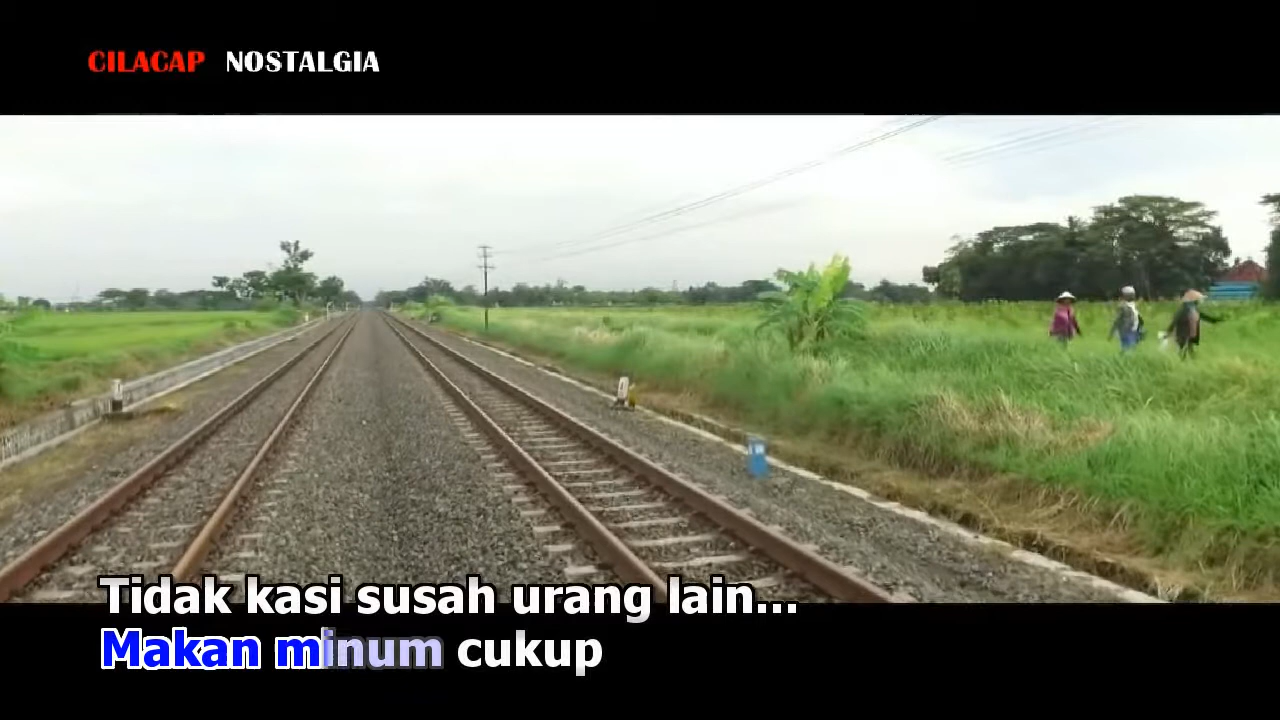 CILACAP NOSTALGIA
Tidak kasi susah urang lain...
Makan minum cukup